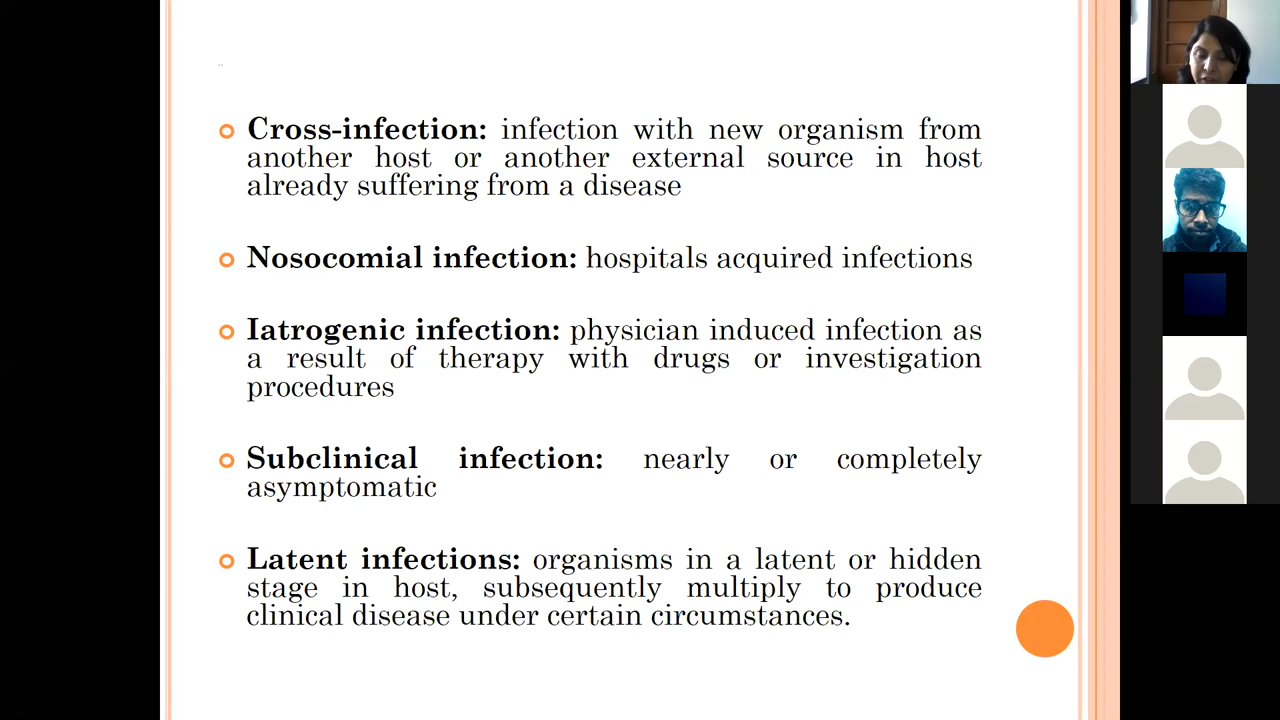 Cross-infection: infection with new organism from
another host or another external source in host
already suffering from a disease
Nosocomial infection: hospitals acquired infections
Iatrogenic infection: physician induced infection as
a result of therapy with drugs or investigation
procedures
Subclinical infection: nearly or completely
asymptomatic
Latent infections: organisms in a latent or hidden
stage in host, subsequently multiply to produce
clinical disease under certain circumstances.